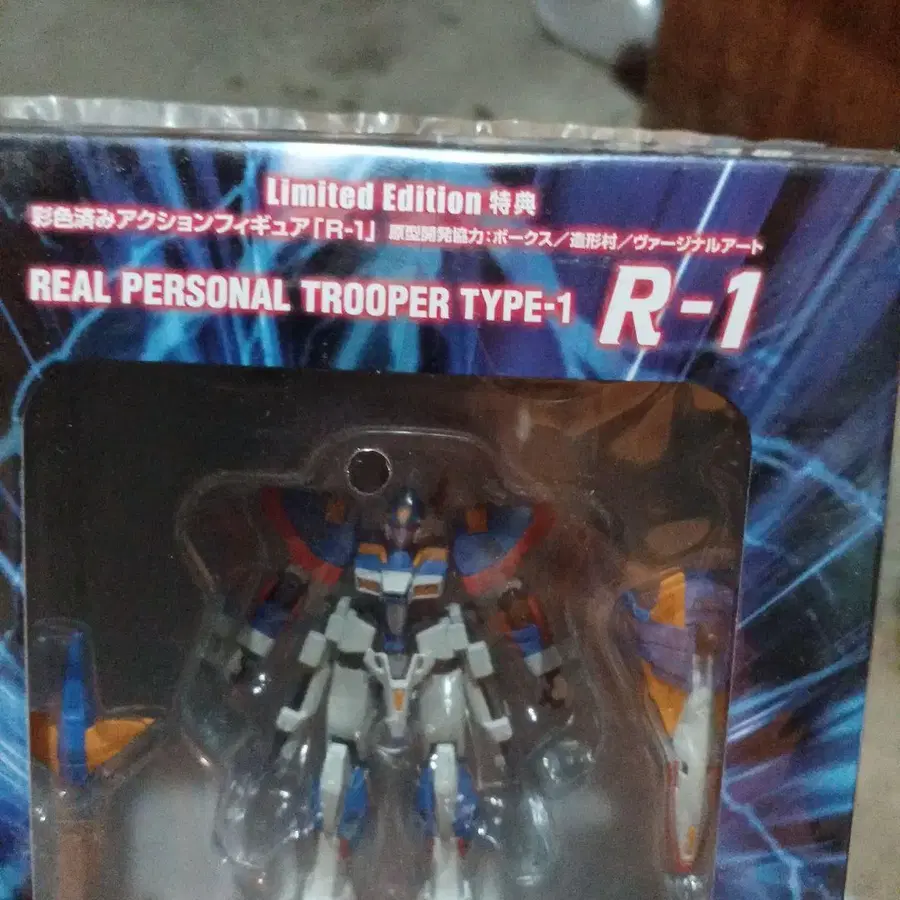 Limited Edition 特典
彩色済みアクションフィギュア「R-1」 原型開発協力:ボークス/造形村/ヴァージナルアート
REAL PERSONAL TROOPER TYPE-1 R-1